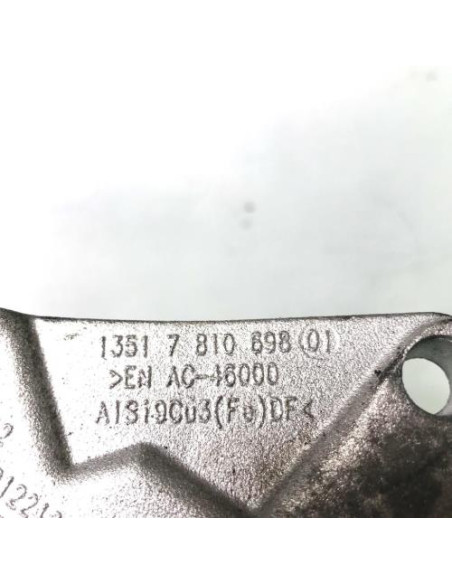 1351 7 810 698 (01)
>EN AC-46000
AlSi9Cu3(Fe)DF<